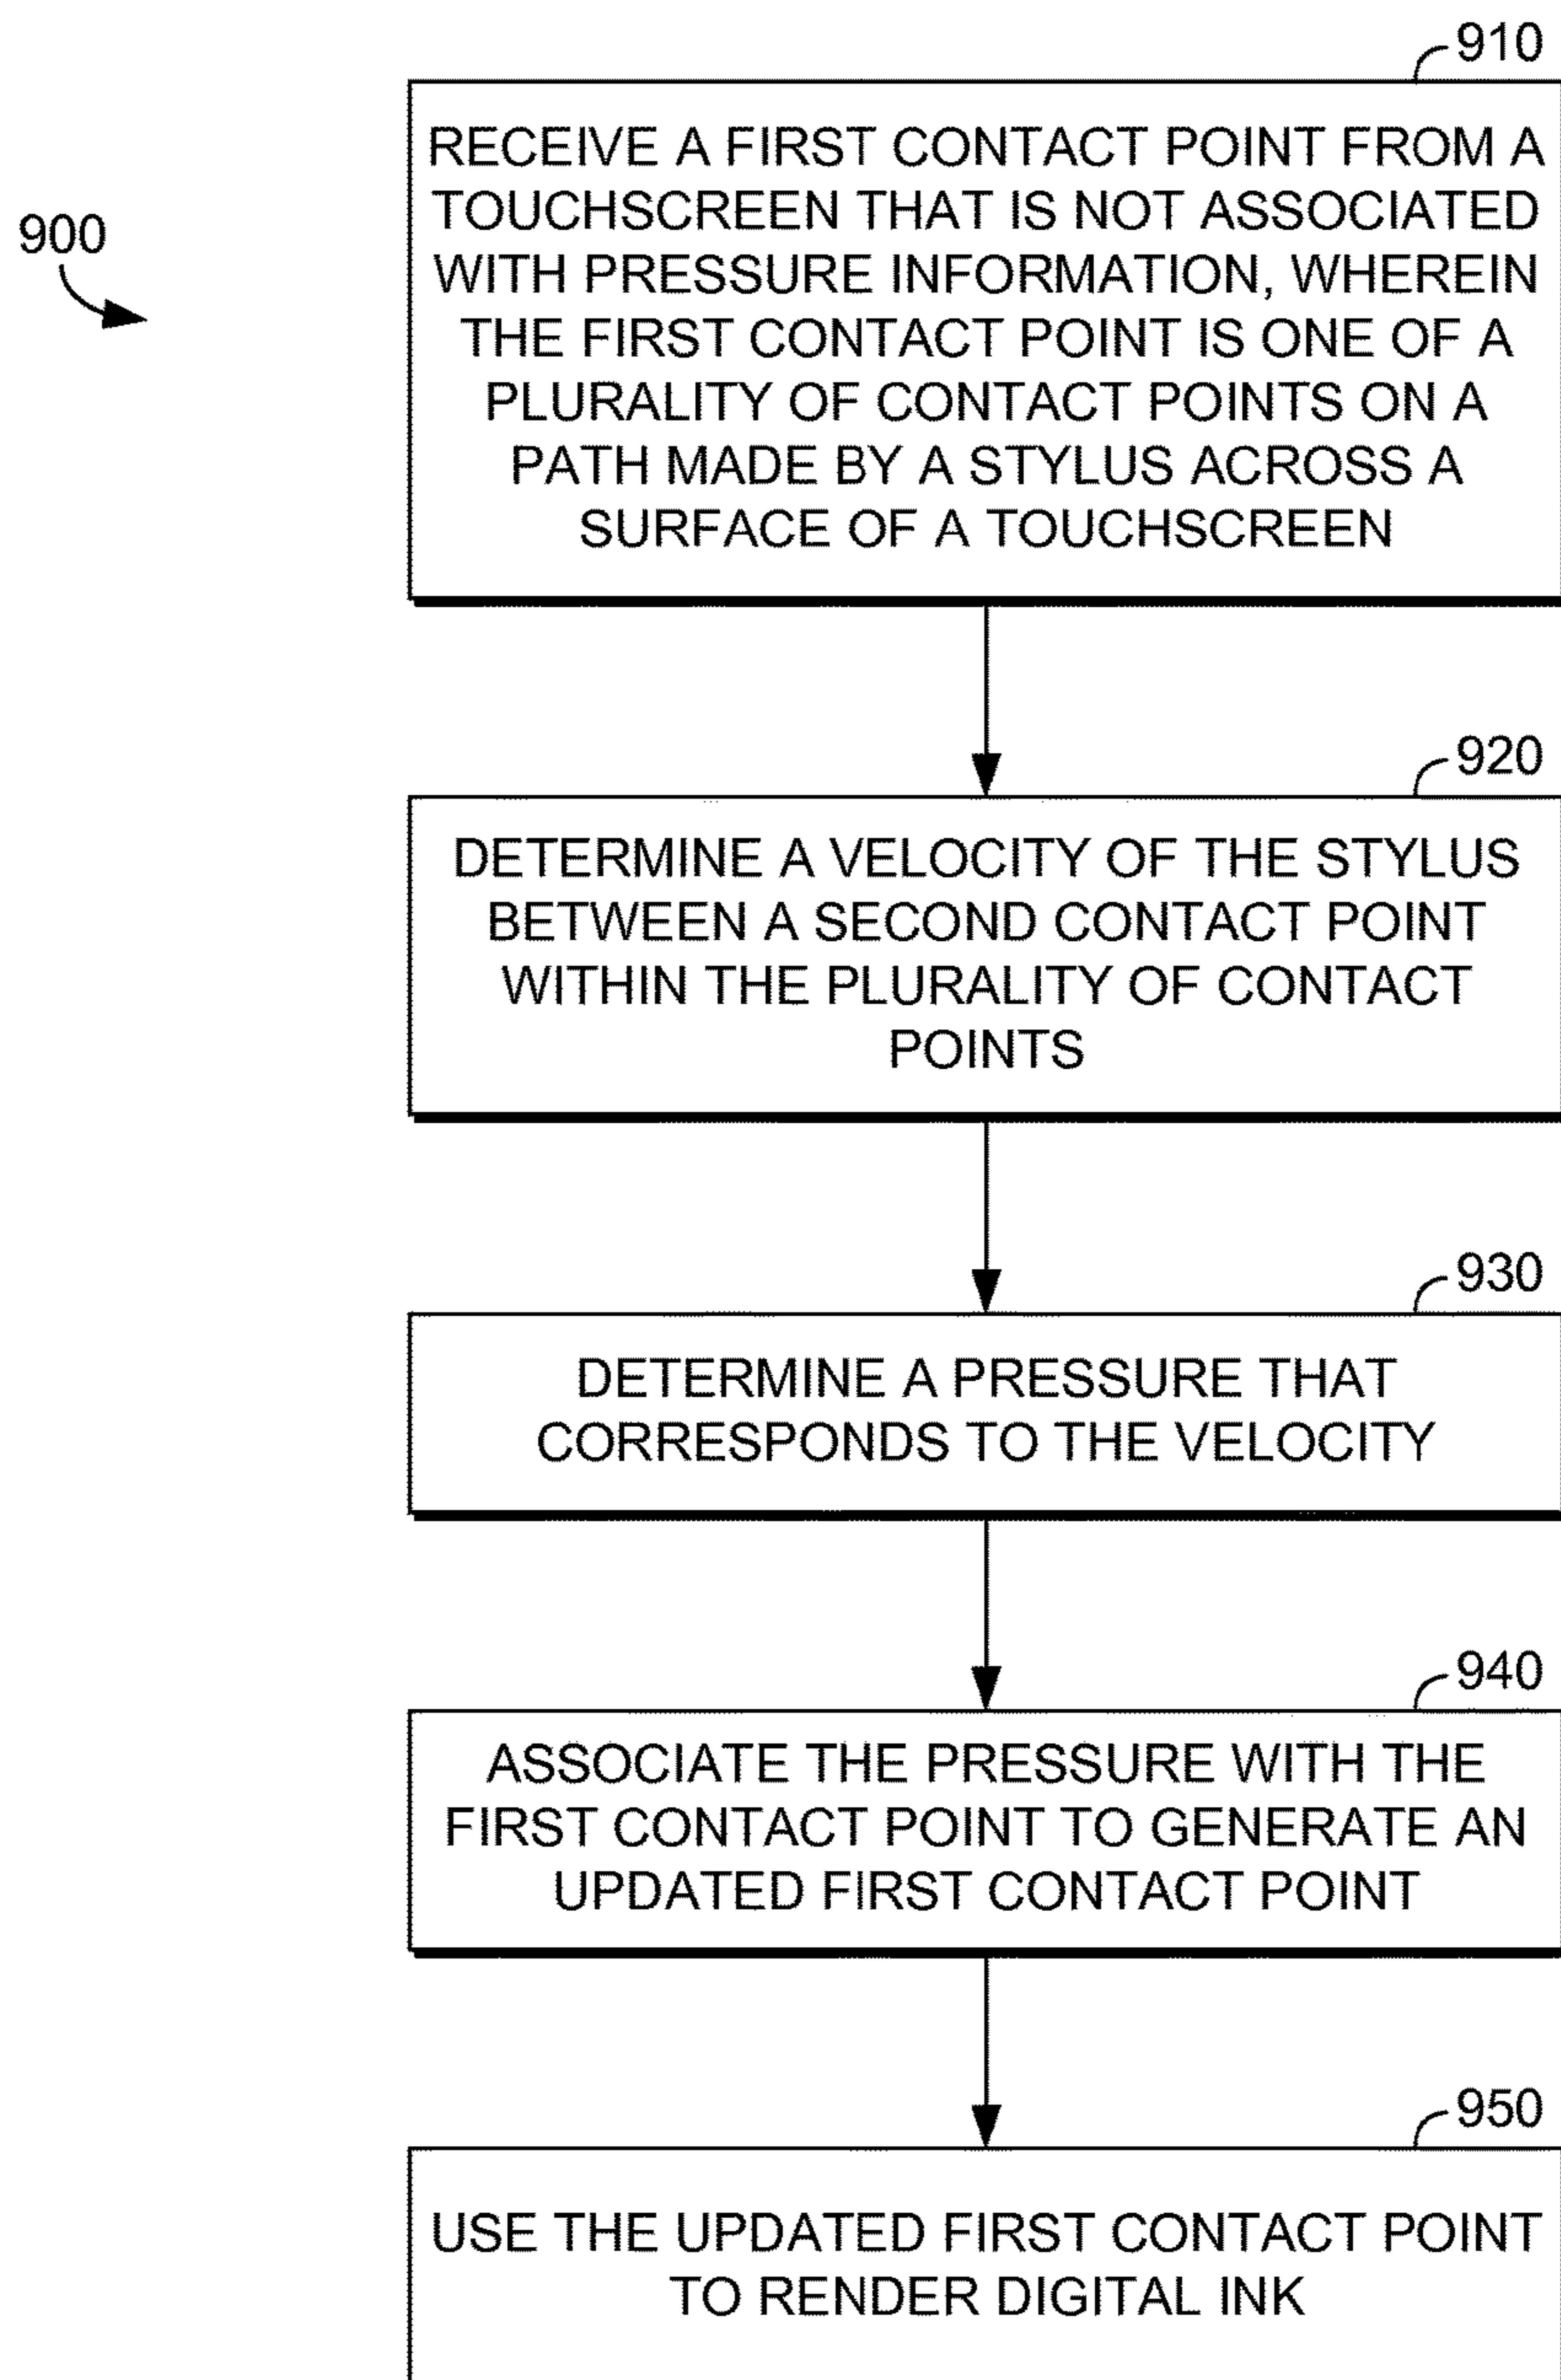 910
RECEIVE A FIRST CONTACT POINT FROM A
TOUCHSCREEN THAT IS NOT ASSOCIATED
WITH PRESSURE INFORMATION, WHEREIN
THE FIRST CONTACT POINT IS ONE OF A
PLURALITY OF CONTACT POINTS ON A
PATH MADE BY A STYLUS ACROSS A
SURFACE OF A TOUCHSCREEN
900
920
DETERMINE A VELOCITY OF THE STYLUS
BETWEEN A SECOND CONTACT POINT
WITHIN THE PLURALITY OF CONTACT
POINTS
930
DETERMINE A PRESSURE THAT
CORRESPONDS TO THE VELOCITY
940
ASSOCIATE THE PRESSURE WITH THE
FIRST CONTACT POINT TO GENERATE AN
UPDATED FIRST CONTACT POINT
950
USE THE UPDATED FIRST CONTACT POINT
TO RENDER DIGITAL INK